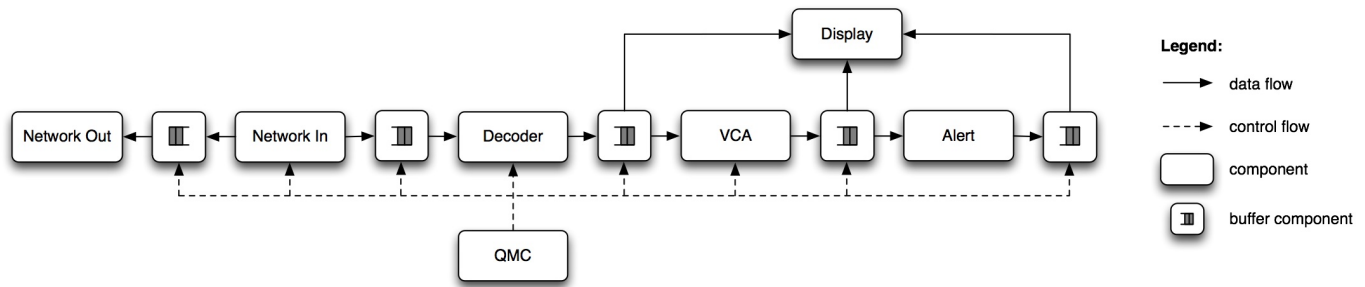 Display
Network Out
Network In
Decoder
VCA
Alert
QMC
Legend:
data flow
control flow
component
buffer component